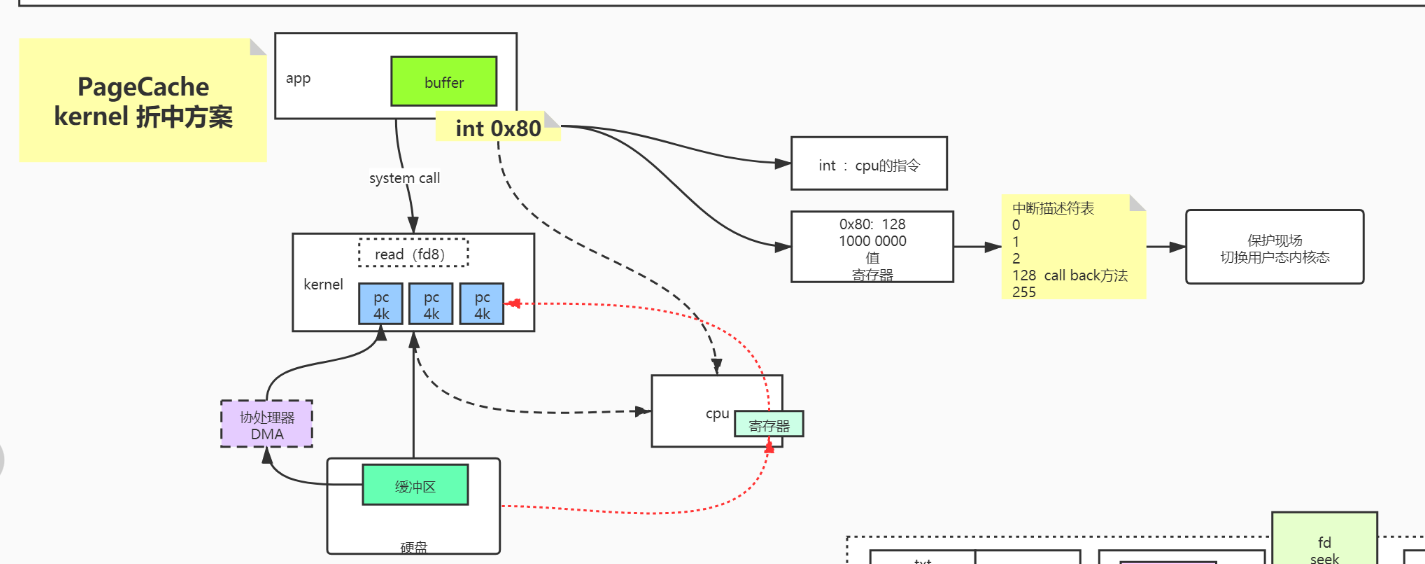 PageCache
kernel 折中方案
app
buffer
int 0x80
system call
int ： cpu的指令
0x80:  128
1000 0000
值
寄存器
中断描述符表
0
1
2
128  call back方法
255
保护现场
切换用户态内核态
read（fd8）
kernel
pc
4k
pc
4k
pc
4k
协处理器
DMA
cpu
寄存器
缓冲区
硬盘
fd
seek
txt